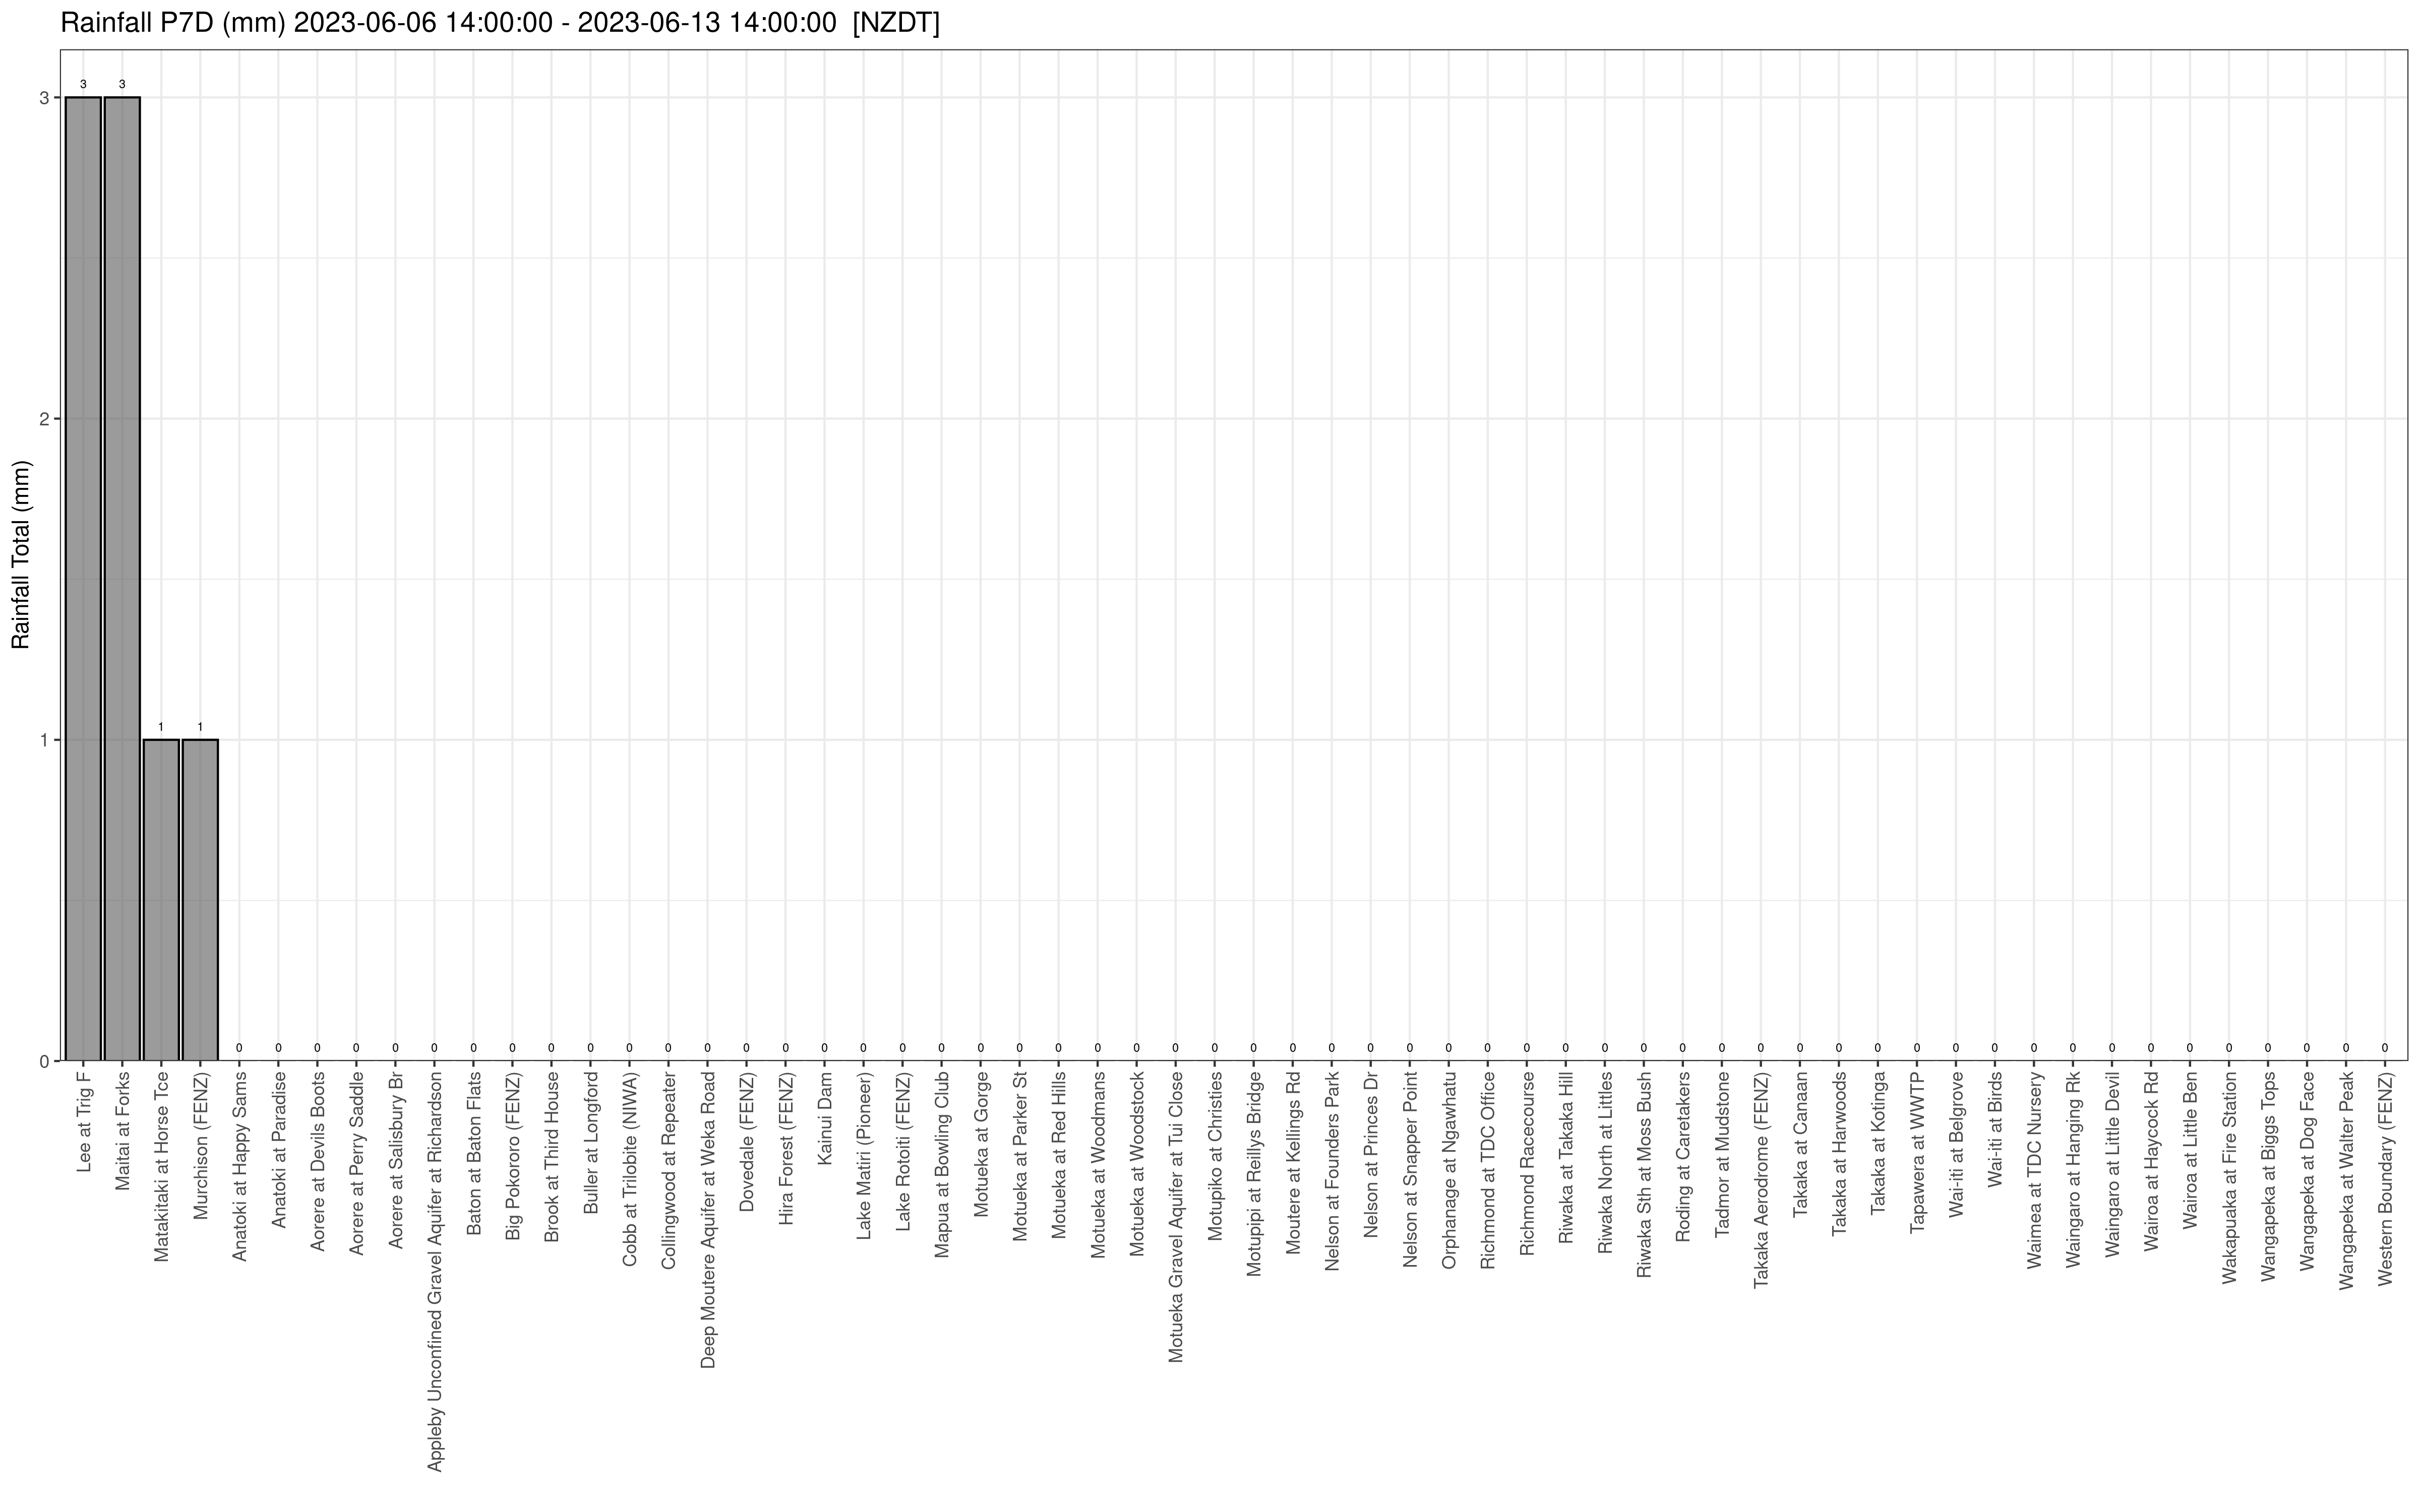 Rainfall P7D (mm) 2023-06-06 14:00:00 - 2023-06-13 14:00:00  [NZDT]
Rainfall Total (mm)
3
2
1
0
3 3 1 1 0 0 0 0 0 0 0 0 0 0 0 0 0 0 0 0 0 0 0 0 0 0 0 0 0 0 0 0 0 0 0 0 0 0 0 0 0 0 0 0 0 0 0 0 0 0 0 0 0 0 0 0 0 0 0 0
Lee at Trig F
Maitai at Forks
Matakitaki at Horse Tce
Murchison (FENZ)
Anatoki at Happy Sams
Anatoki at Paradise
Aorere at Devils Boots
Aorere at Perry Saddle
Aorere at Salisbury Br
Appleby Unconfined Gravel Aquifer at Richardson
Baton at Baton Flats
Big Pokororo (FENZ)
Brook at Third House
Buller at Longford
Cobb at Trilobite (NIWA)
Collingwood at Repeater
Deep Moutere Aquifer at Weka Road
Dovedale (FENZ)
Hira Forest (FENZ)
Kainui Dam
Lake Matiri (Pioneer)
Lake Rotoiti (FENZ)
Mapua at Bowling Club
Motueka at Gorge
Motueka at Parker St
Motueka at Red Hills
Motueka at Woodmans
Motueka at Woodstock
Motueka Gravel Aquifer at Tui Close
Motupiko at Christies
Motupipi at Reillys Bridge
Moutere at Kellings Rd
Nelson at Founders Park
Nelson at Princes Dr
Nelson at Snapper Point
Orphanage at Ngawhatu
Richmond at TDC Office
Richmond Racecourse
Riwaka at Takaka Hill
Riwaka North at Littles
Riwaka Sth at Moss Bush
Roding at Caretakers
Tadmor at Mudstone
Takaka Aerodrome (FENZ)
Takaka at Canaan
Takaka at Harwoods
Takaka at Kotinga
Tapawera at WWTP
Wai-iti at Belgrove
Wai-iti at Birds
Waimea at TDC Nursery
Waingaro at Hanging Rk
Waingaro at Little Devil
Wairoa at Haycock Rd
Wairoa at Little Ben
Wakapuaka at Fire Station
Wangapeka at Biggs Tops
Wangapeka at Dog Face
Wangapeka at Walter Peak
Western Boundary (FENZ)